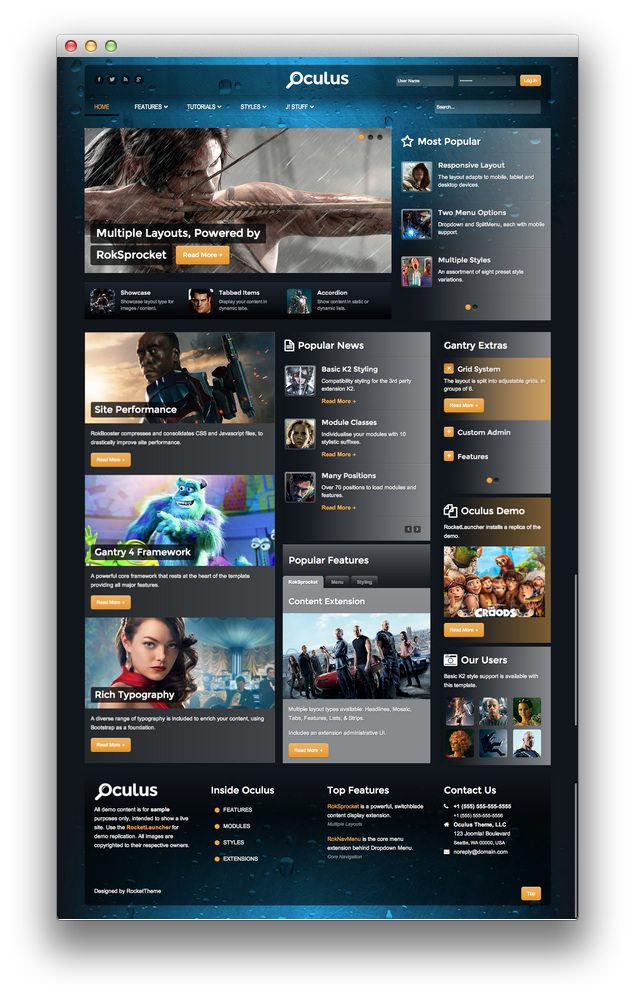 Oculus
User Name
Log in
HOME
FEATURES
TUTORIALS
STYLES
J! STUFF
Search...
Multiple Layouts, Powered by
RokSprocket
Read More +
Most Popular
Responsive Layout
The layout adapts to mobile, tablet and
desktop devices.
Two Menu Options
Dropdown and SplitMenu, each with mobile
support.
Multiple Styles
An assortment of eight preset style
variations.
Showcase
Showcase layout type for
images / content.
Tabbed Items
Display your content in
dynamic tabs.
Accordion
Show content in static or
dynamic lists.
Site Performance
RokBooster compresses and consolidates CSS and Javascript files, to
drastically improve site performance.
Read More +
Gantry 4 Framework
A powerful core framework that rests at the heart of the template
providing all major features.
Read More +
Rich Typography
A diverse range of typography is included to enrich your content, using
Bootstrap as a foundation.
Read More +
Popular News
Basic K2 Styling
Compatibility styling for the 3rd party
extension K2.
Read More +
Module Classes
Individualise your modules with 10
stylistic suffixes.
Read More +
Many Positions
Over 70 positions to load modules and
features.
Read More +
Popular Features
RokSprocket
Menu
Styling
Content Extension
Multiple layout types available: Headlines, Mosaic,
Tabs, Features, Lists, & Strips.
Includes an extension administrative UI.
Read More +
Gantry Extras
Grid System
The layout is split into adjustable grids, in
groups of 6.
Read More +
Custom Admin
Features
Oculus Demo
RocketLauncher installs a replica of the
demo.
THE CROODS
Read More +
Our Users
Basic K2 style support is available with
this template.
Oculus
All demo content is for sample
purposes only, intended to show a live
site. Use the RocketLauncher for
demo replication. All images are
copyrighted to their respective owners.
Inside Oculus
FEATURES
MODULES
STYLES
EXTENSIONS
Top Features
RokSprocket is a powerful, switchblade
content display extension.
Multiple Layouts
RokNavMenu is the core menu
extension behind Dropdown Menu.
Core Navigation
Contact Us
+1 (555) 555-555-5555
+1 (555) 555-555-5556
Oculus Theme, LLC
123 Joomla! Boulevard
Seattle, WA 00000, USA
noreply@domain.com
Designed by RocketTheme
Top